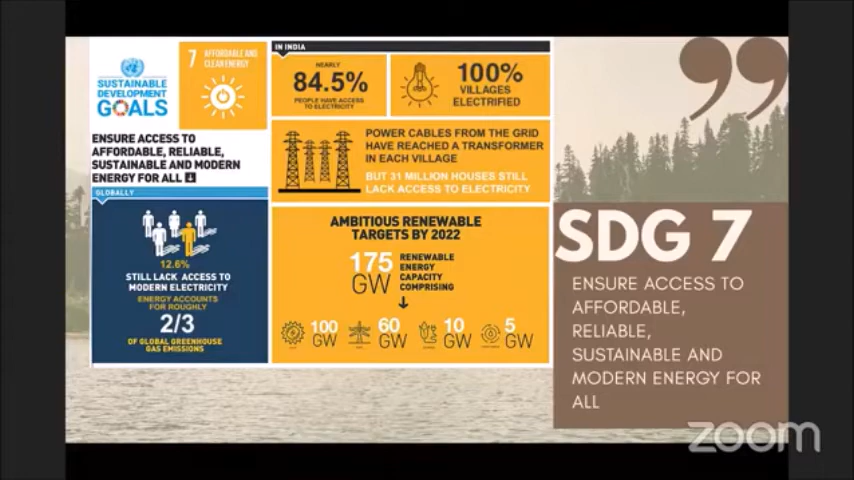 SUSTAINABLE
DEVELOPMENT
GOALS
7 AFFORDABLE AND
CLEAN ENERGY
ENSURE ACCESS TO
AFFORDABLE, RELIABLE,
SUSTAINABLE AND MODERN
ENERGY FOR ALL
GLOBALLY
12.6%
STILL LACK ACCESS TO
MODERN ELECTRICITY
ENERGY ACCOUNTS
FOR ROUGHLY
2/3
OF GLOBAL GREENHOUSE
GAS EMISSIONS
IN INDIA
NEARLY
84.5%
PEOPLE HAVE ACCESS
TO ELECTRICITY
100%
VILLAGES
ELECTRIFIED
POWER CABLES FROM THE GRID
HAVE REACHED A TRANSFORMER
IN EACH VILLAGE
BUT 31 MILLION HOUSES STILL
LACK ACCESS TO ELECTRICITY
AMBITIOUS RENEWABLE
TARGETS BY 2022
175
GW
RENEWABLE
ENERGY
CAPACITY
COMPRISING
100
GW
60
GW
10
GW
5
GW
SDG 7
ENSURE ACCESS TO
AFFORDABLE,
RELIABLE,
SUSTAINABLE AND
MODERN ENERGY FOR
ALL
zoom